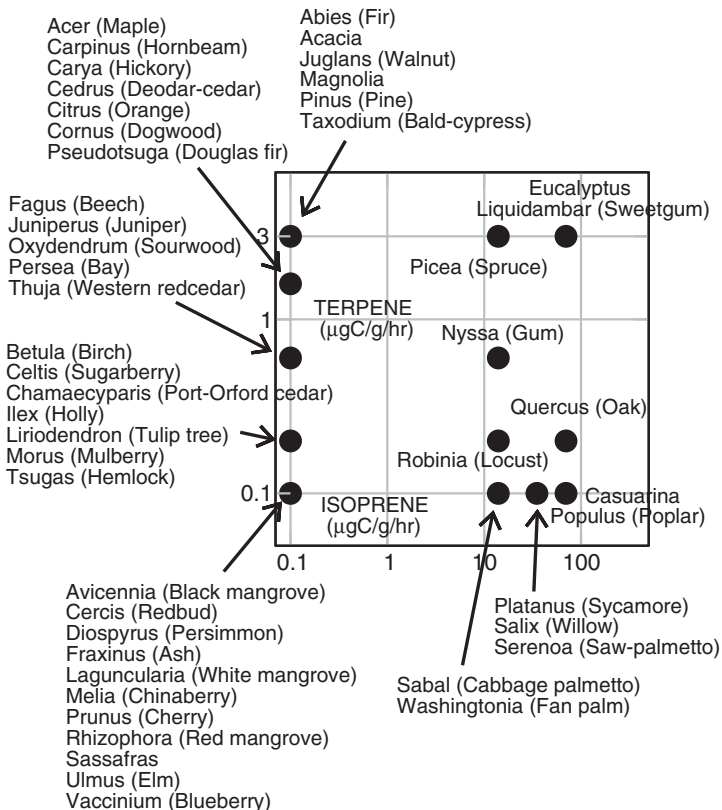 Acer (Maple)
Carpinus (Hornbeam)
Carya (Hickory)
Cedrus (Deodar-cedar)
Citrus (Orange)
Cornus (Dogwood)
Pseudotsuga (Douglas fir)
Abies (Fir)
Acacia
Juglans (Walnut)
Magnolia
Pinus (Pine)
Taxodium (Bald-cypress)
Fagus (Beech)
Juniperus (Juniper)
Oxydendrum (Sourwood)
Persea (Bay)
Thuja (Western redcedar)
Betula (Birch)
Celtis (Sugarberry)
Chamaecyparis (Port-Orford cedar)
Ilex (Holly)
Liriodendron (Tulip tree)
Morus (Mulberry)
Tsugas (Hemlock)
Eucalyptus
Liquidambar (Sweetgum)
3
Picea (Spruce)
TERPENE
(μgC/g/hr)
1
Nyssa (Gum)
Quercus (Oak)
Robinia (Locust)
0.1
ISOPRENE
(μgC/g/hr)
Casuarina
Populus (Poplar)
0.1
1
10
100
Avicennia (Black mangrove)
Cercis (Redbud)
Diospyrus (Persimmon)
Fraxinus (Ash)
Laguncularia (White mangrove)
Melia (Chinaberry)
Prunus (Cherry)
Rhizophora (Red mangrove)
Sassafras
Ulmus (Elm)
Vaccinium (Blueberry)
Platanus (Sycamore)
Salix (Willow)
Serenoa (Saw-palmetto)
Sabal (Cabbage palmetto)
Washingtonia (Fan palm)